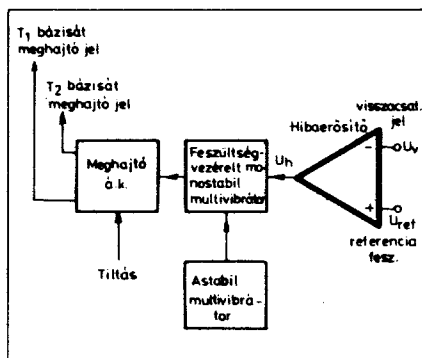 T1 bázisát
meghajtó jel
T2 bázisát
meghajtó jel
Meghajtó
á.k.
Tiltás
Feszültség-
vezérelt mo-
nostabil
multivibrátor
Astabil
multivibrá-
tor
Uh
Hibaerősítő
visszacsat.
jel
- Uv
+ Uref
referencia
fesz.